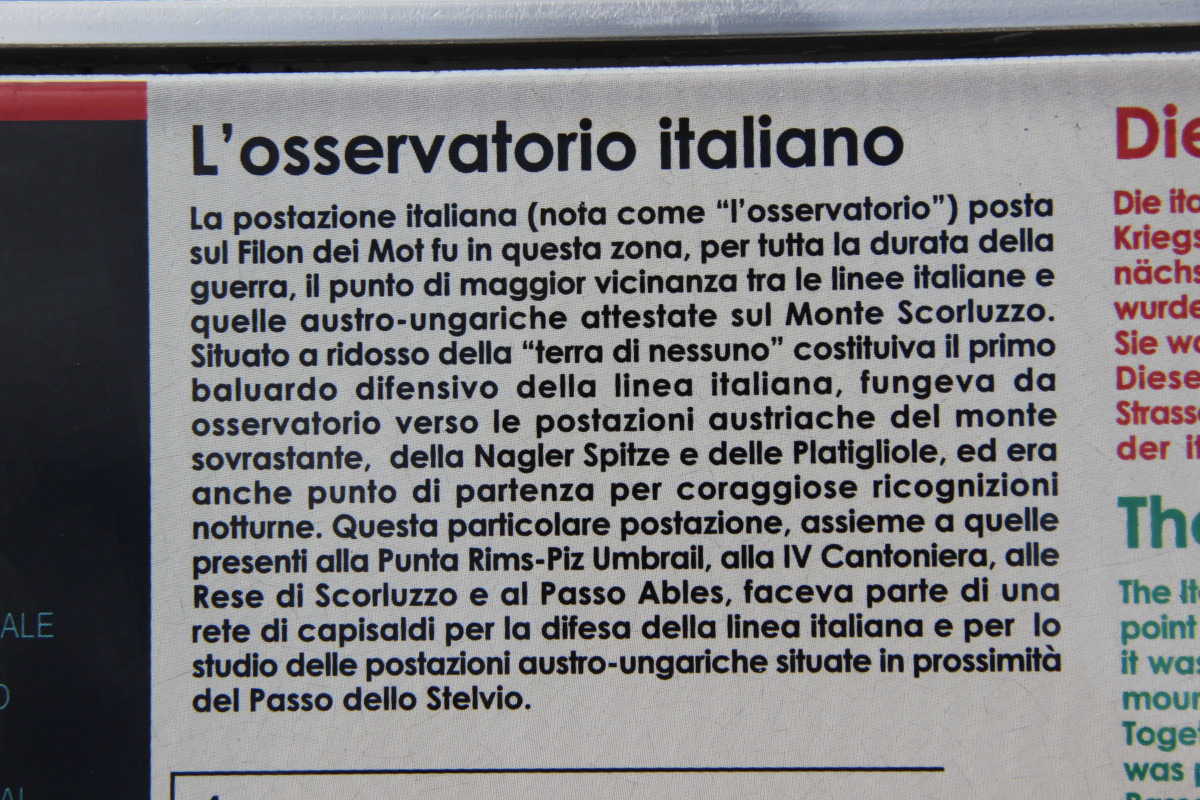 L'osservatorio italiano
La postazione italiana (nota come “l'osservatorio”) posta
sul Filon dei Mot fu in questa zona, per tutta la durata della
guerra, il punto di maggior vicinanza tra le linee italiane e
quelle austro-ungariche attestate sul Monte Scorluzzo.
Situato a ridosso della “terra di nessuno” costituiva il primo
baluardo difensivo della linea italiana, fungeva da
osservatorio verso le postazioni austriache del monte
sovrastante, della Nagler Spitze e delle Platigliole, ed era
anche punto di partenza per coraggiose ricognizioni
notturne. Questa particolare postazione, assieme a quelle
presenti alla Punta Rims-Piz Umbrail, alla IV Cantoniera, alle
Rese di Scorluzzo e al Passo Ables, faceva parte di una
rete di capisaldi per la difesa della linea italiana e per lo
studio delle postazioni austro-ungariche situate in prossimità
del Passo dello Stelvio.
Die
Die ita
Kriegs
nächs
wurde
Sie wo
Diese
Strass
der it
The
The Ita
point
it was
mour
Toget
was p
ALE
O
AL